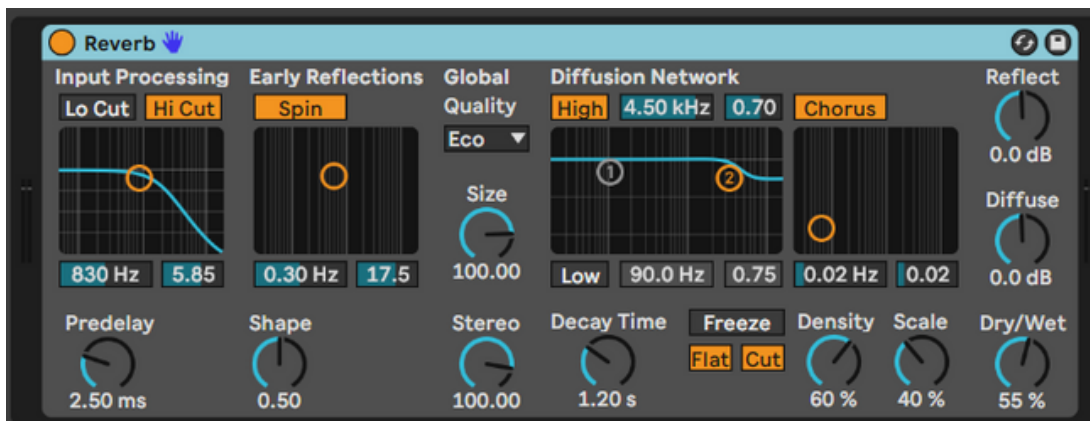 Reverb
Input Processing
Lo Cut Hi Cut
830 Hz 5.85
Predelay
2.50 ms
Early Reflections
Spin
0.30 Hz 17.5
Shape
0.50
Global
Quality
Eco
Size
100.00
Stereo
100.00
Diffusion Network
High 4.50 kHz 0.70
1
2
Low 90.0 Hz 0.75
Chorus
0.02 Hz 0.02
Decay Time
1.20 s
Freeze
Flat Cut
Density
60 %
Scale
40 %
Reflect
0.0 dB
Diffuse
0.0 dB
Dry/Wet
55 %